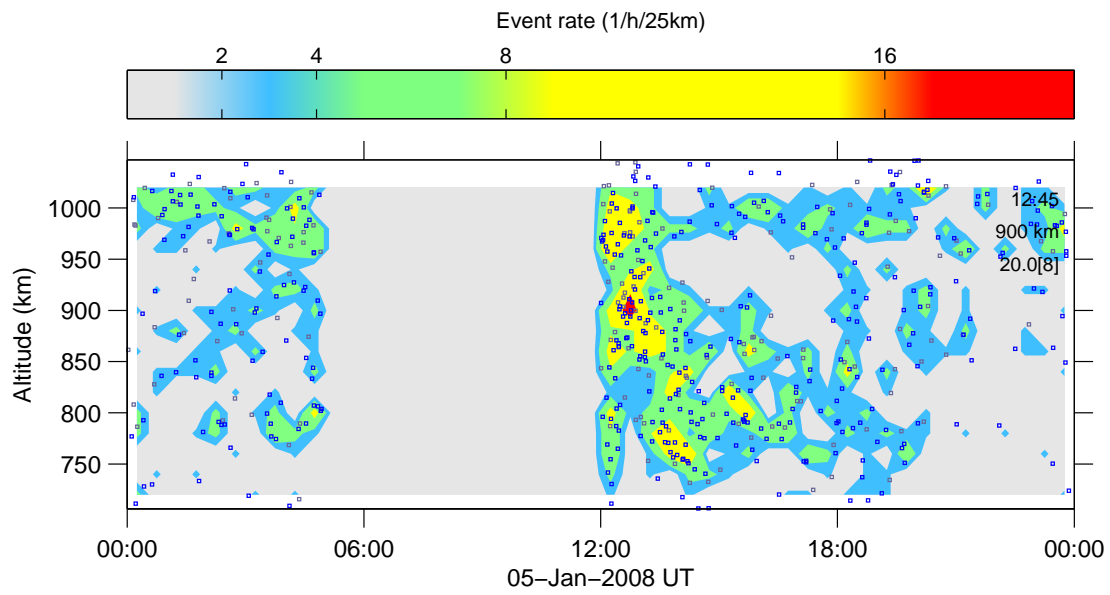 Event rate (1/h/25km)
2 4 8 16
1000
950
900
850
800
750
Altitude (km)
12:45
900 km
20.0[8]
00:00 06:00 12:00 18:00 00:00
05−Jan−2008 UT